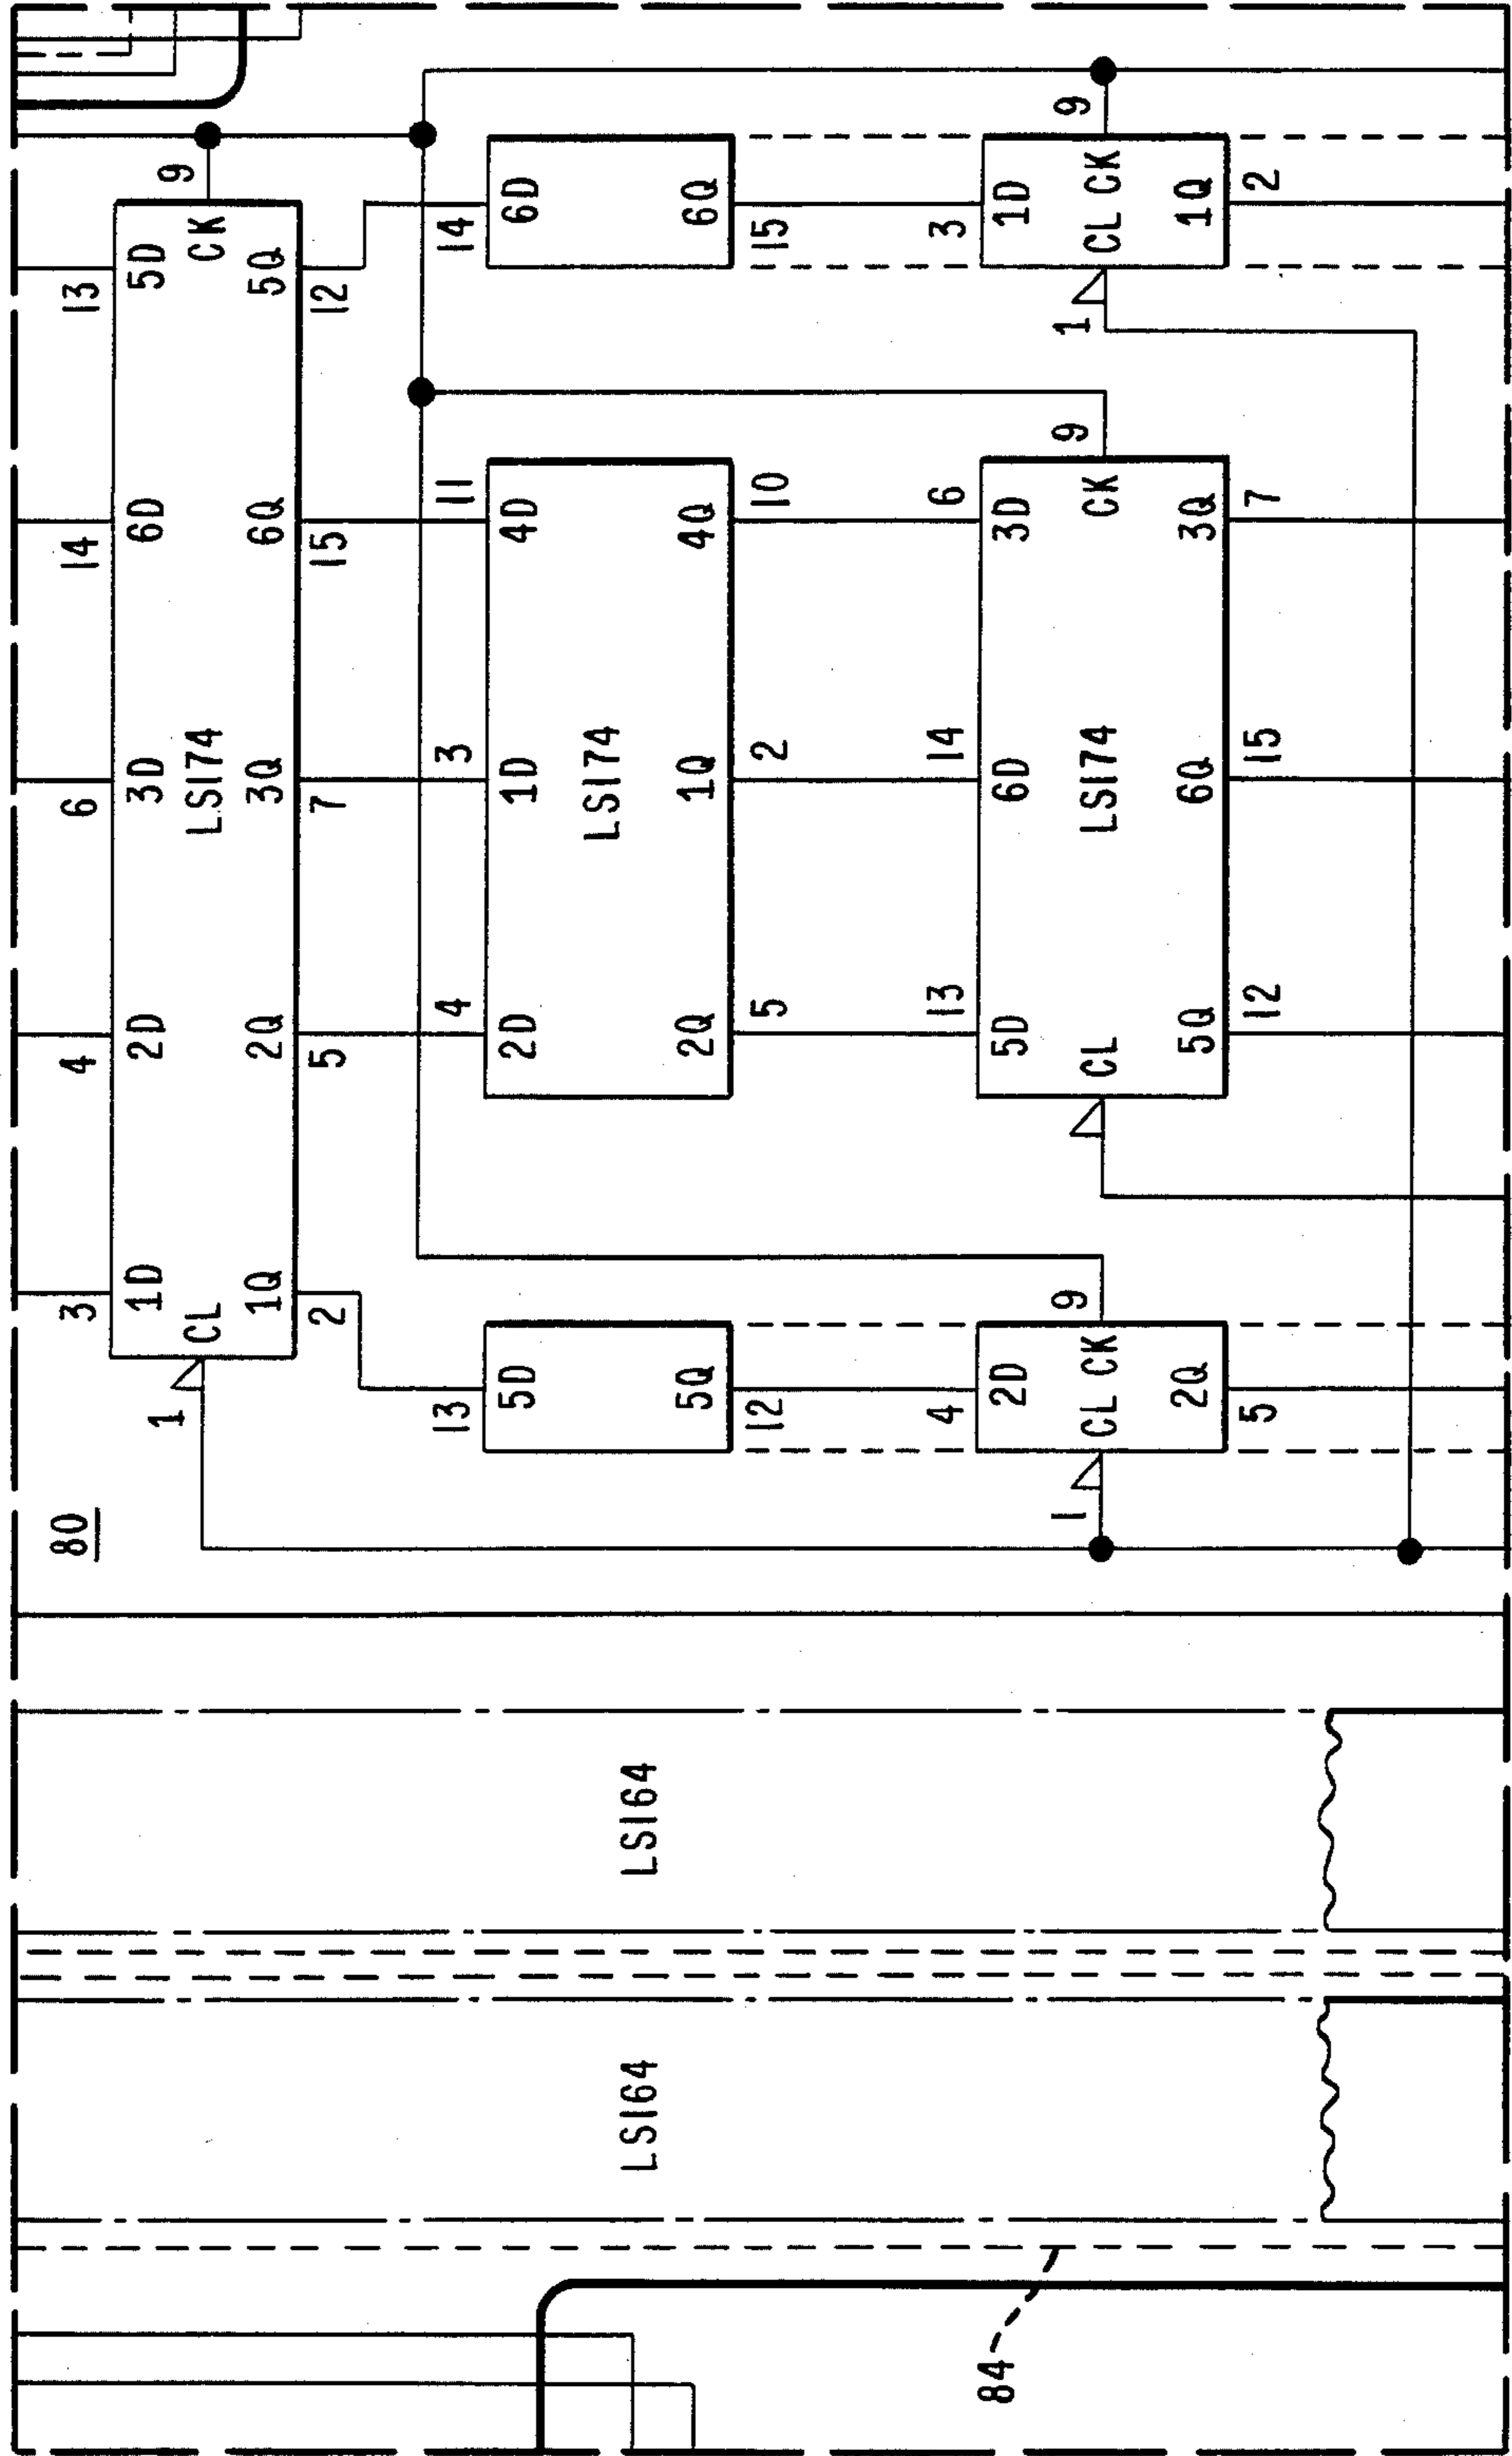 80 3 4 6 14 13
1D 2D 3D 6D 5D
1 9
CL LS174 CK
1Q 2Q 3Q 6Q 5Q
2 5 7 15 12
13 4 3 11 14
5D 2D 1D 4D 6D
LS174
LS164 LS164
5Q 2Q 1Q 4Q 6Q
12 5 2 10 15
4 13 14 6 3
84
2D 5D 6D 3D 1D
1 9 9 1 9
CL CK CL LS174 CK CL CK
2Q 5Q 6Q 3Q 1Q
5 12 15 7 2